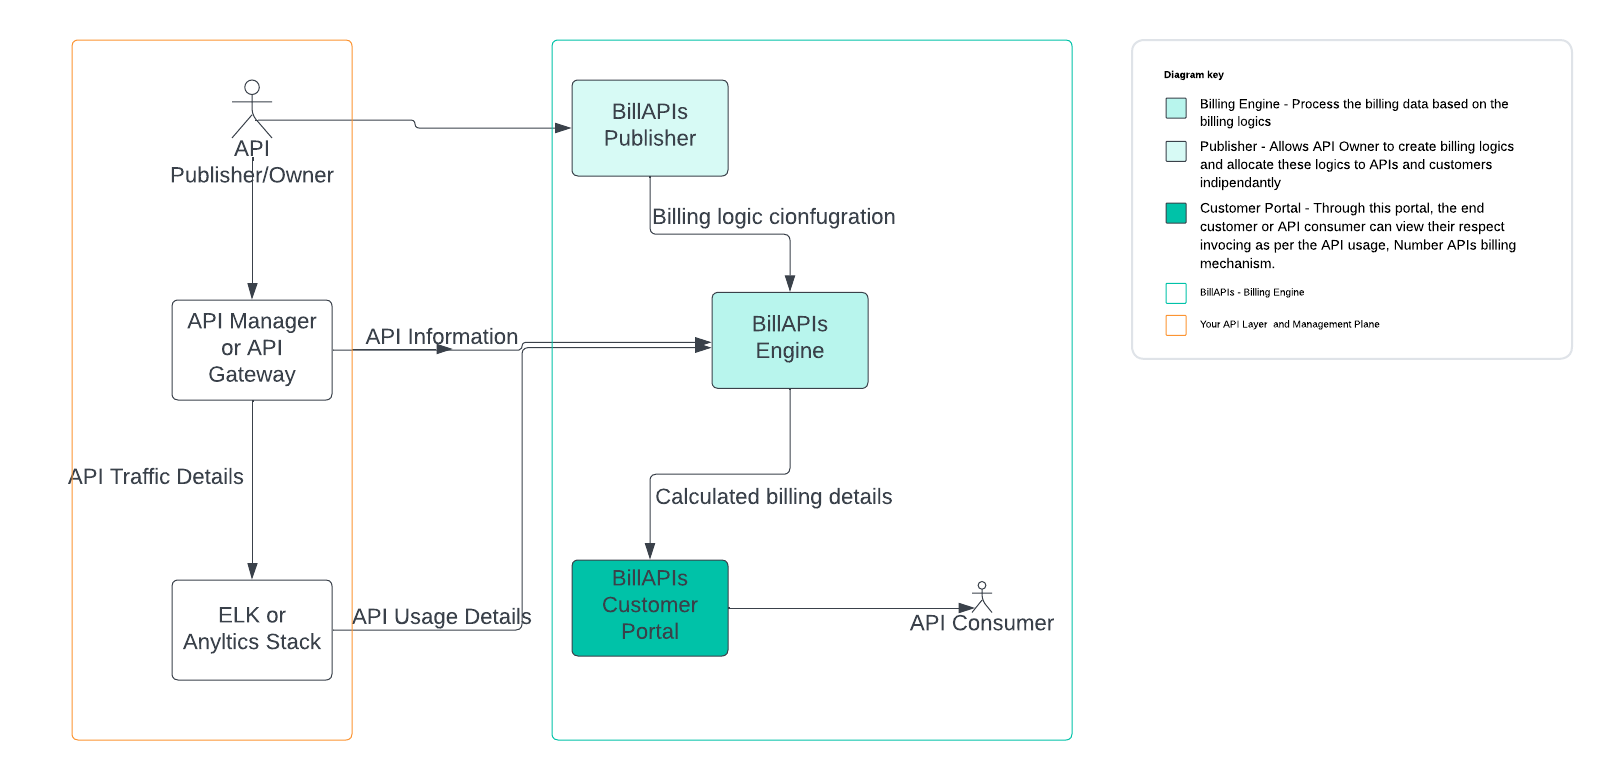 API
Publisher/Owner
BillAPIs
Publisher
Billing logic cionfugration
API Manager
or API
Gateway
API Information
BillAPIs
Engine
API Traffic Details
Calculated billing details
ELK or
Anyltics Stack
API Usage Details
BillAPIs
Customer
Portal
API Consumer
Diagram key
Billing Engine - Process the billing data based on the
billing logics
Publisher - Allows API Owner to create billing logics
and allocate these logics to APIs and customers
indipendantly
Customer Portal - Through this portal, the end
customer or API consumer can view their respect
invocing as per the API usage, Number APIs billing
mechanism.
BillAPIs - Billing Engine
Your API Layer  and Management Plane